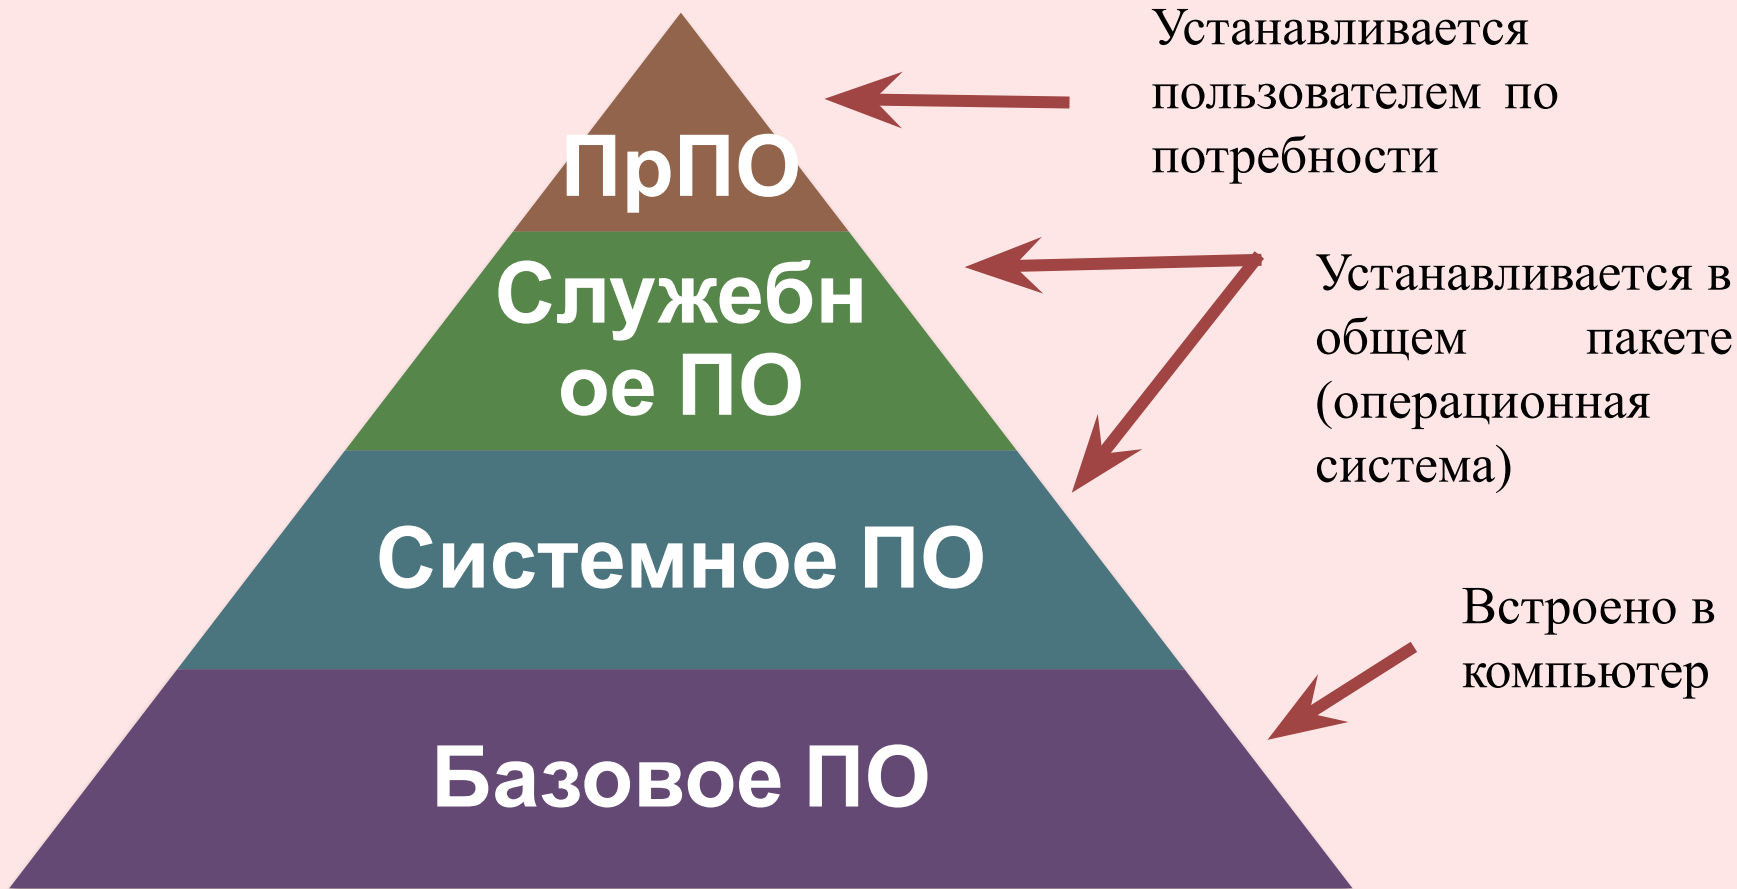 Устанавливается
пользователем по
потребности
ПрПО
Служебн
ое ПО
Устанавливается в
общем пакете
(операционная
система)
Системное ПО
Встроено в
компьютер
Базовое ПО